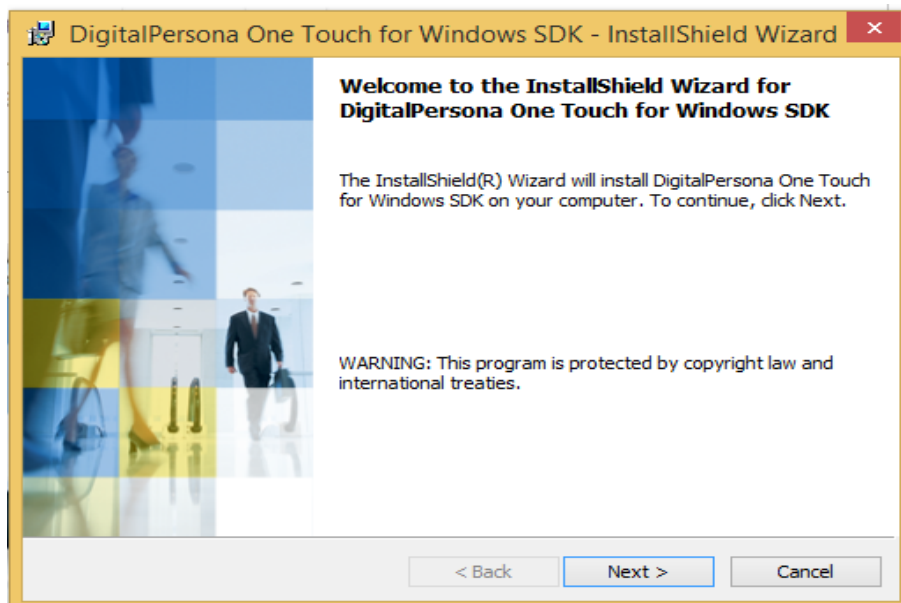 DigitalPersona One Touch for Windows SDK - InstallShield Wizard
Welcome to the InstallShield Wizard for
DigitalPersona One Touch for Windows SDK
The InstallShield(R) Wizard will install DigitalPersona One Touch
for Windows SDK on your computer. To continue, click Next.
WARNING: This program is protected by copyright law and
international treaties.
< Back
Next >
Cancel